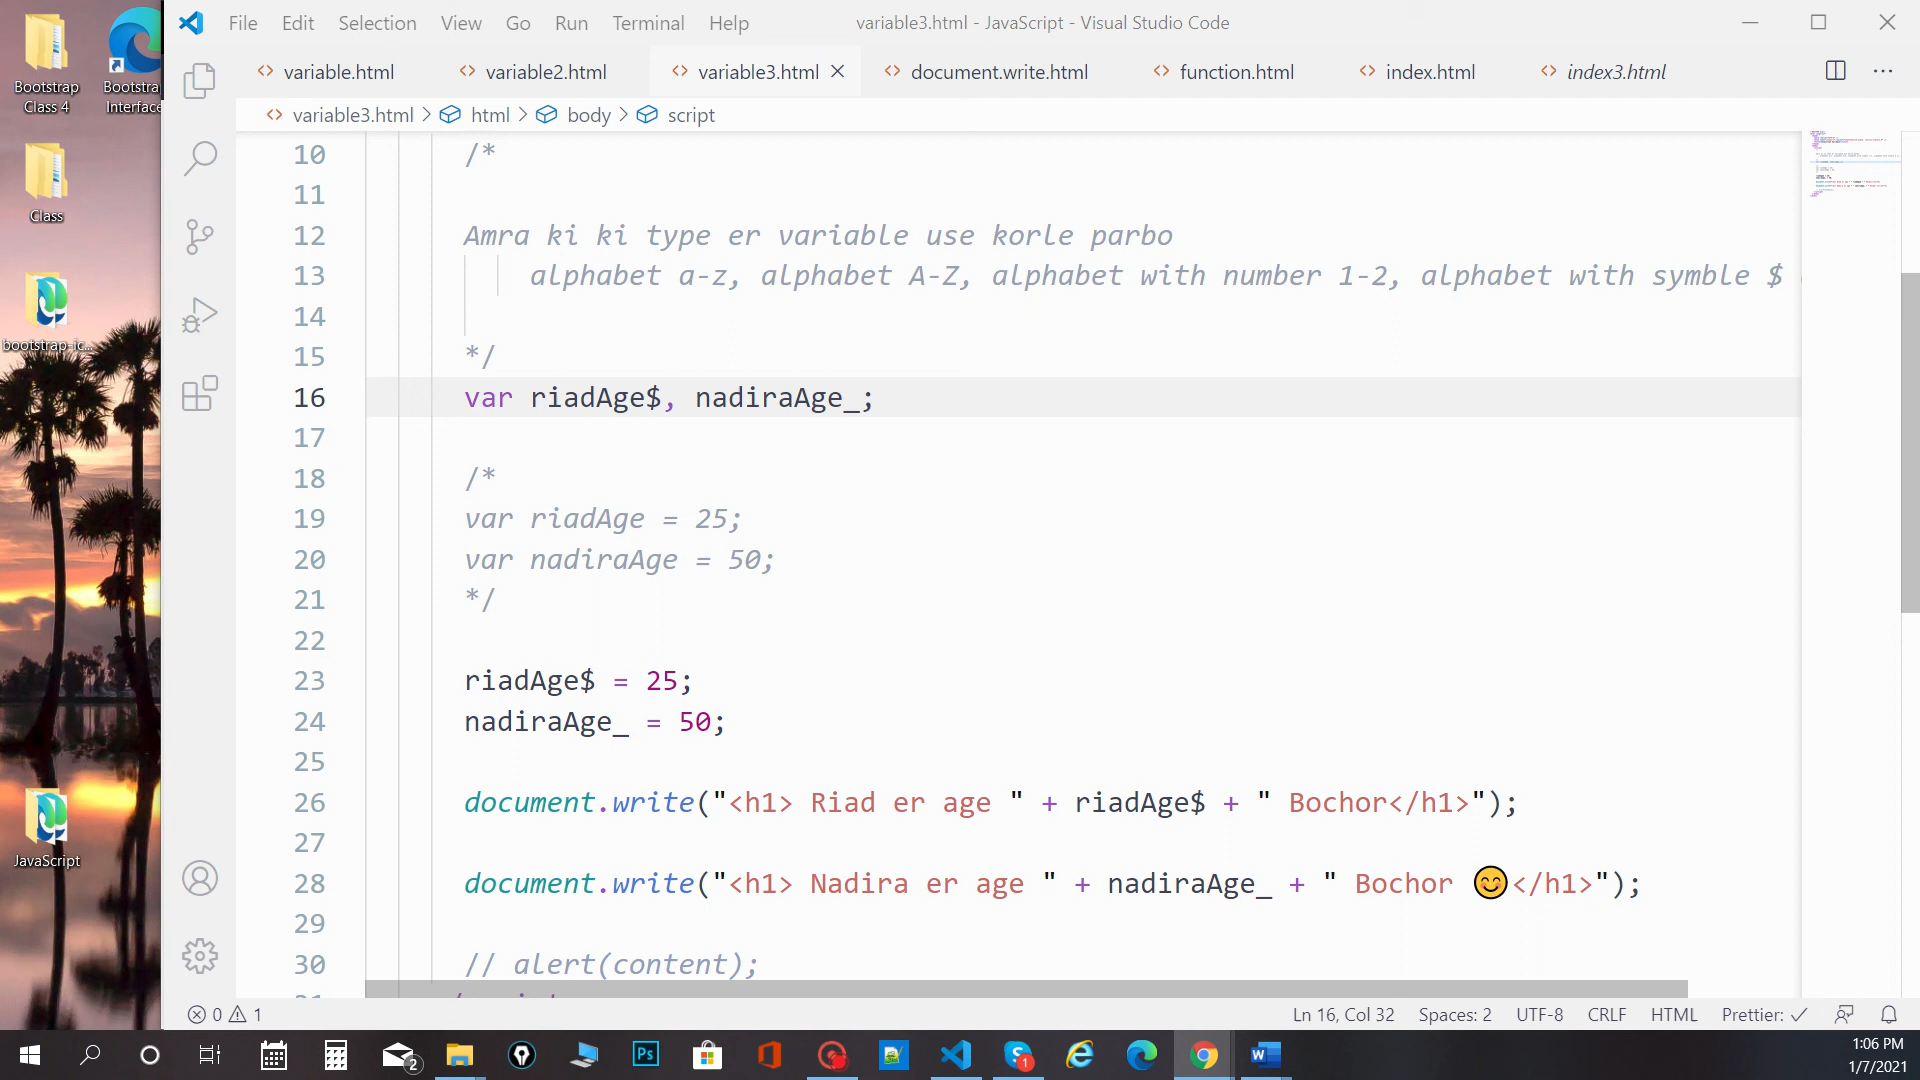 File Edit Selection View Go Run Terminal Help variable3.html - JavaScript - Visual Studio Code
variable.html variable2.html variable3.html document.write.html function.html index.html index3.html
variable3.html > html > body > script
Bootstrap Class 4
Bootstra Interface
Class
bootstrap-ic...
JavaScript
10 /*
11
12 Amra ki ki type er variable use korle parbo
13 alphabet a-z, alphabet A-Z, alphabet with number 1-2, alphabet with symble $
14
15 */
16 var riadAge$, nadiraAge_;
17
18 /*
19 var riadAge = 25;
20 var nadiraAge = 50;
21 */
22
23 riadAge$ = 25;
24 nadiraAge_ = 50;
25
26 document.write("<h1> Riad er age " + riadAge$ + " Bochor</h1>");
27
28 document.write("<h1> Nadira er age " + nadiraAge_ + " Bochor 😊</h1>");
29
30 // alert(content);
0 1 Ln 16, Col 32 Spaces: 2 UTF-8 CRLF HTML Prettier: ✓
2 Ps 1 W
1:06 PM
1/7/2021